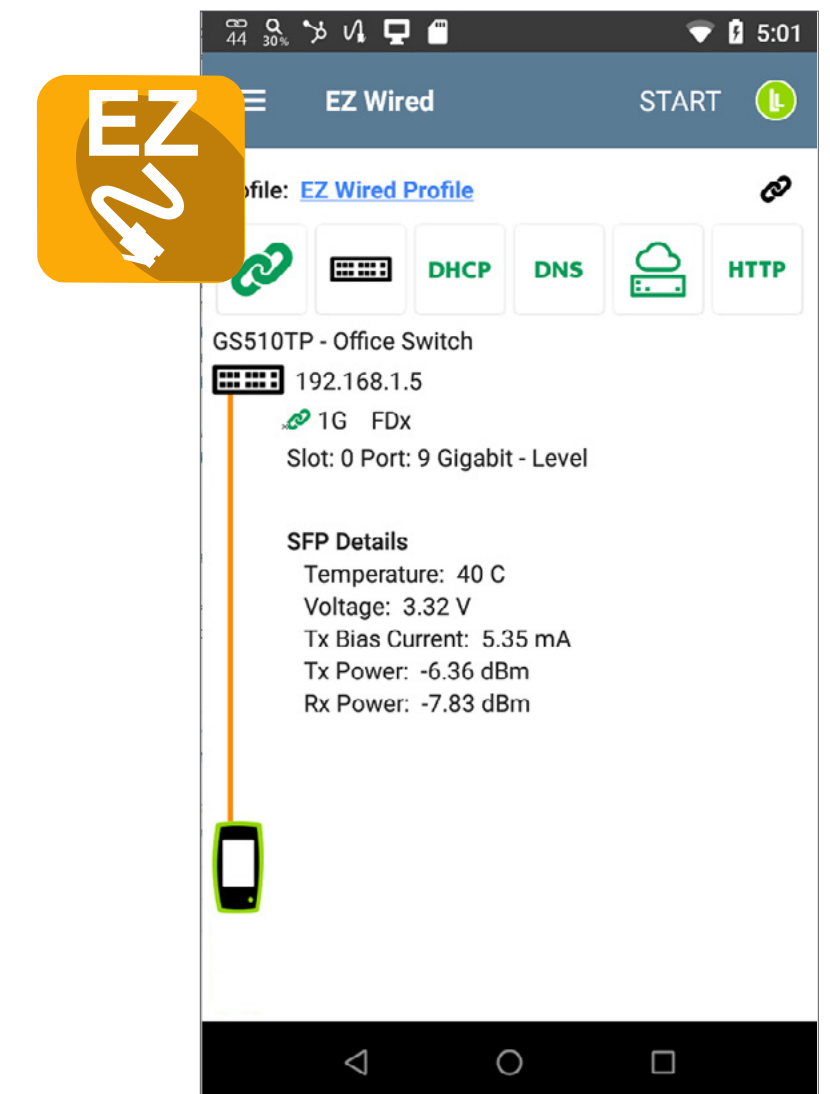 44 30% 5:01
EZ
EZ Wired START
ofile: EZ Wired Profile
DHCP DNS HTTP
GS510TP - Office Switch
192.168.1.5
1G FDx
Slot: 0 Port: 9 Gigabit - Level
SFP Details
Temperature: 40 C
Voltage: 3.32 V
Tx Bias Current: 5.35 mA
Tx Power: -6.36 dBm
Rx Power: -7.83 dBm